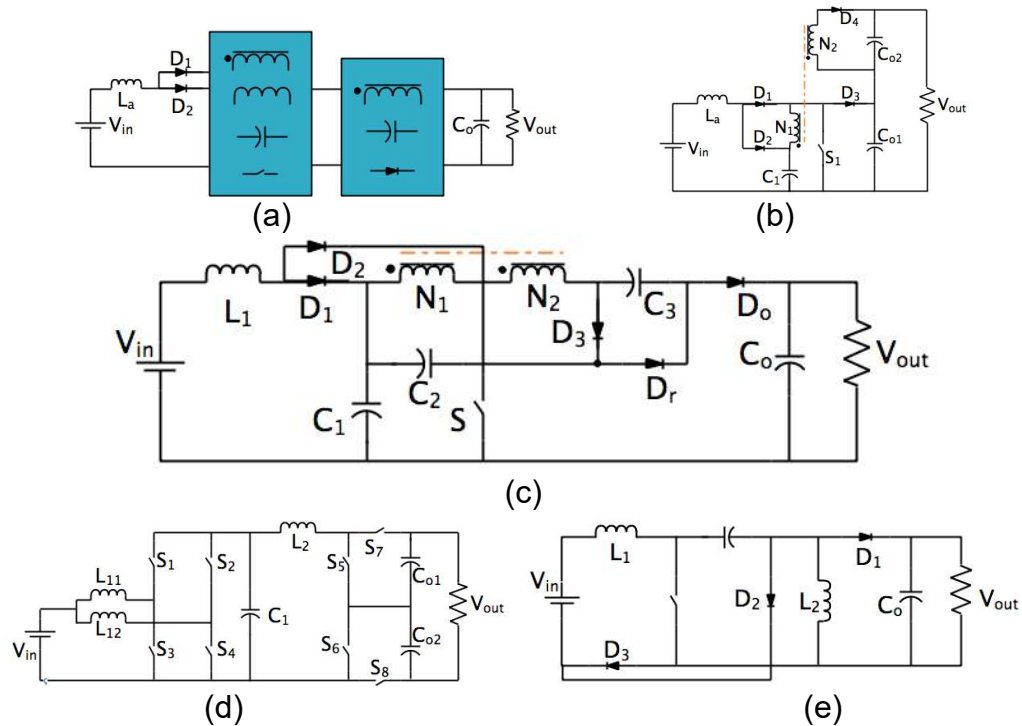 D₁
Lₐ
D₂
Vᵢₙ
Cₒ
Vₒᵤₜ
(a)
D₄
N₂
Cₒ₂
D₁
D₃
Vₒᵤₜ
Lₐ
N₁
D₂
Cₒ₁
Vᵢₙ
S₁
C₁
(b)
D₂
L₁
D₁
N₁
N₂
C₃
Dₒ
D₃
Vᵢₙ
Cₒ
Vₒᵤₜ
C₂
Dᵣ
C₁
S
(c)
L₂
S₇
S₁
S₂
S₅
Cₒ₁
L₁₁
C₁
Vₒᵤₜ
L₁₂
S₃
S₄
S₆
Cₒ₂
Vᵢₙ
S₈
(d)
L₁
D₁
Vᵢₙ
D₂
L₂
Cₒ
Vₒᵤₜ
D₃
(e)